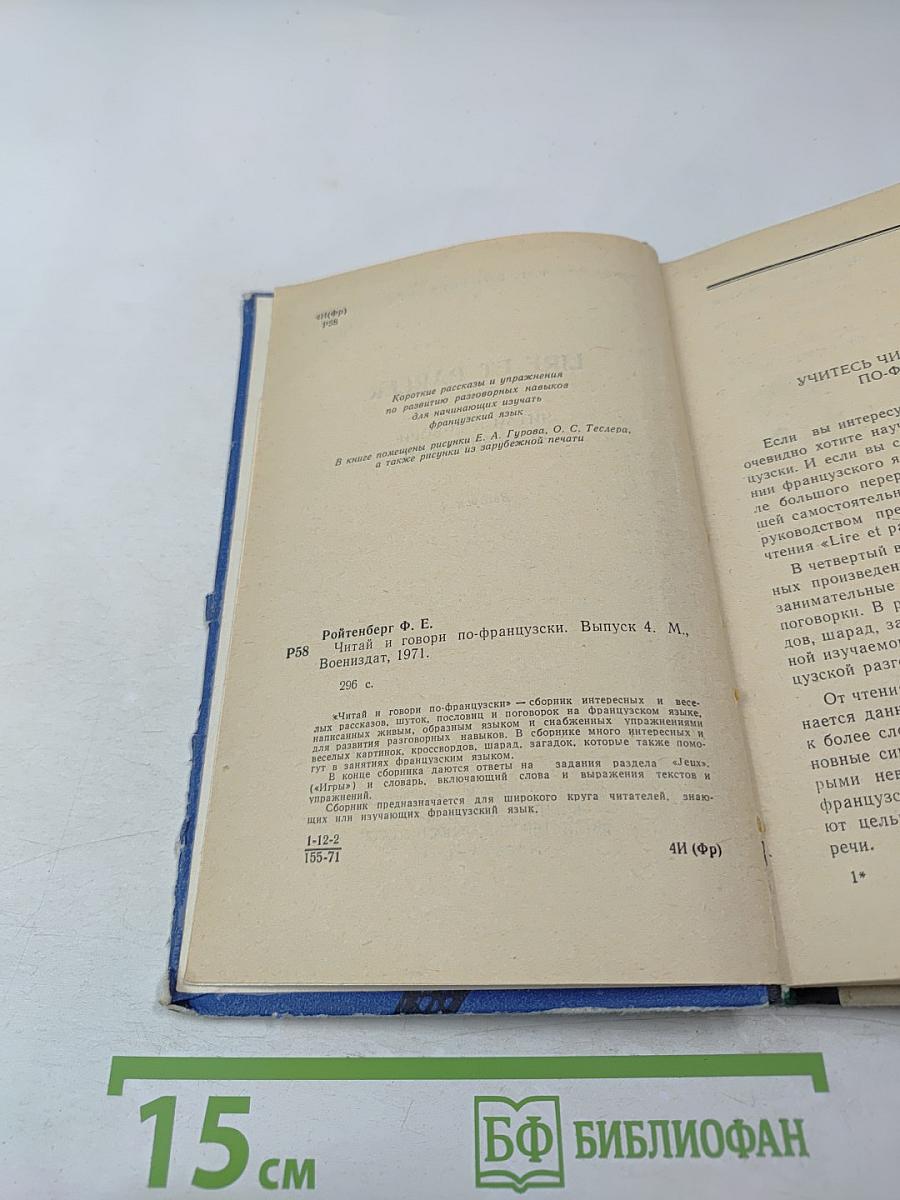 4И(Фр)
Р58
Короткие рассказы и упражнения
по развитию разговорных навыков
для начинающих изучать
французский язык
В книге помещены рисунки Е. А. Гурова, О. С. Теслера,
а также рисунки из зарубежной печати
Ройтенберг Ф. Е.
Р58 Читай и говори по-французски. Выпуск 4. М.,
Воениздат, 1971.
296 с.
«Читай и говори по-французски» — сборник интересных и весе-
лых рассказов, шуток, пословиц и поговорок на французском языке,
написанных живым, образным языком и снабженных упражнениями
для развития разговорных навыков. В сборнике много интересных и
веселых картинок, кроссвордов, шарад, загадок, которые также помо-
гут в занятиях французским языком.
В конце сборника даются ответы на задания раздела «Jeux»,
(«Игры») и словарь, включающий слова и выражения текстов и
упражнений.
Сборник предназначается для широкого круга читателей, знаю-
щих или изучающих французский язык.
1-12-2
155-71
4И (Фр)
УЧИТЕСЬ ЧИ
ПО-Ф
Если вы интересу
очевидно хотите науч
цузски. И если вы с
нии французского я
ле большого перер
шей самостоятельн
руководством пре
чтения «Lire et pa
В четвертый в
ных произведен
занимательные
поговорки. В р
дов, шарад, за
ной изучаемо
цузской разго
От чтени
нается данн
к более сло
новные си
рыми нев
французс
ют целы
речи.
1*
15 см
БФ БИБЛИОФАН